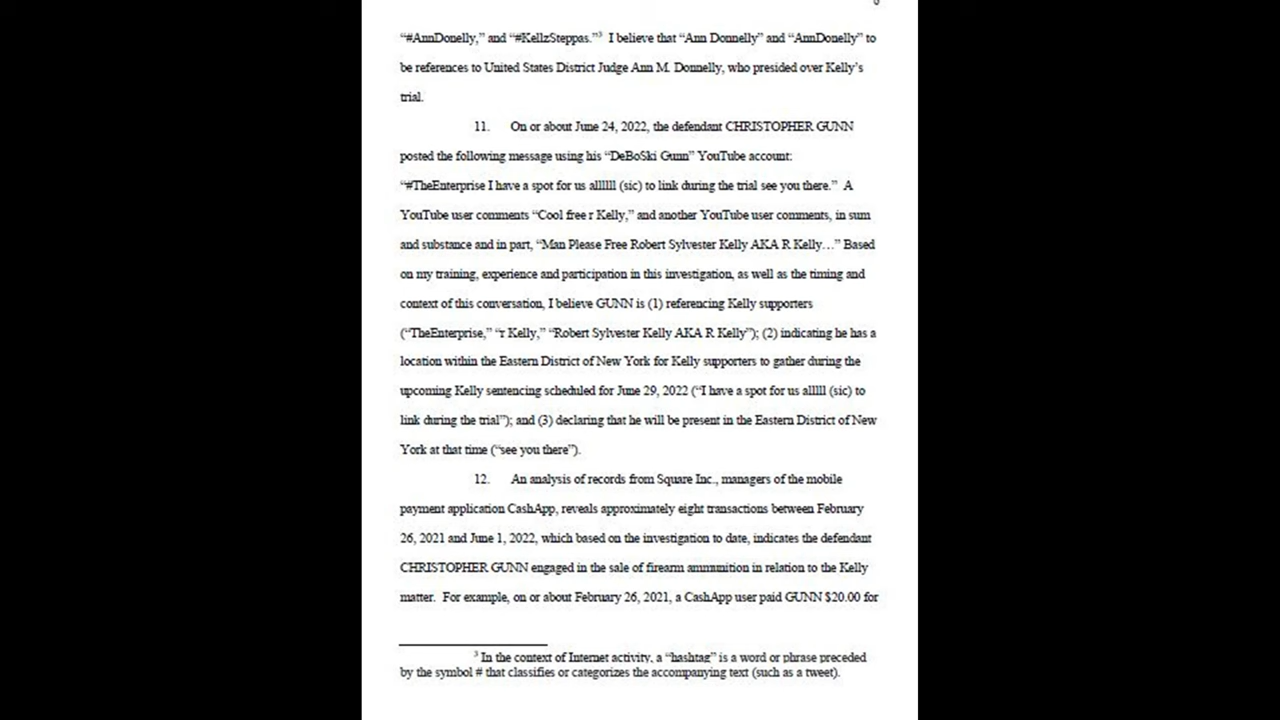 “#AnnDonelly,” and “#KellzSteppas.”3 I believe that “Ann Donnelly” and “AnnDonelly” to
be references to United States District Judge Ann M. Donnelly, who presided over Kelly’s
trial.
11. On or about June 24, 2022, the defendant CHRISTOPHER GUNN
posted the following message using his “DeBoSki Gunn” YouTube account:
“#TheEnterprise I have a spot for us allllll (sic) to link during the trial see you there.” A
YouTube user comments “Cool free r Kelly,” and another YouTube user comments, in sum
and substance and in part, “Man Please Free Robert Sylvester Kelly AKA R Kelly…” Based
on my training, experience and participation in this investigation, as well as the timing and
context of this conversation, I believe GUNN is (1) referencing Kelly supporters
(“TheEnterprise,” “r Kelly,” “Robert Sylvester Kelly AKA R Kelly”); (2) indicating he has a
location within the Eastern District of New York for Kelly supporters to gather during the
upcoming Kelly sentencing scheduled for June 29, 2022 (“I have a spot for us alllll (sic) to
link during the trial”); and (3) declaring that he will be present in the Eastern District of New
York at that time (“see you there”).
12. An analysis of records from Square Inc., managers of the mobile
payment application CashApp, reveals approximately eight transactions between February
26, 2021 and June 1, 2022, which based on the investigation to date, indicates the defendant
CHRISTOPHER GUNN engaged in the sale of firearm ammunition in relation to the Kelly
matter. For example, on or about February 26, 2021, a CashApp user paid GUNN $20.00 for
3 In the context of Internet activity, a “hashtag” is a word or phrase preceded
by the symbol # that classifies or categorizes the accompanying text (such as a tweet).